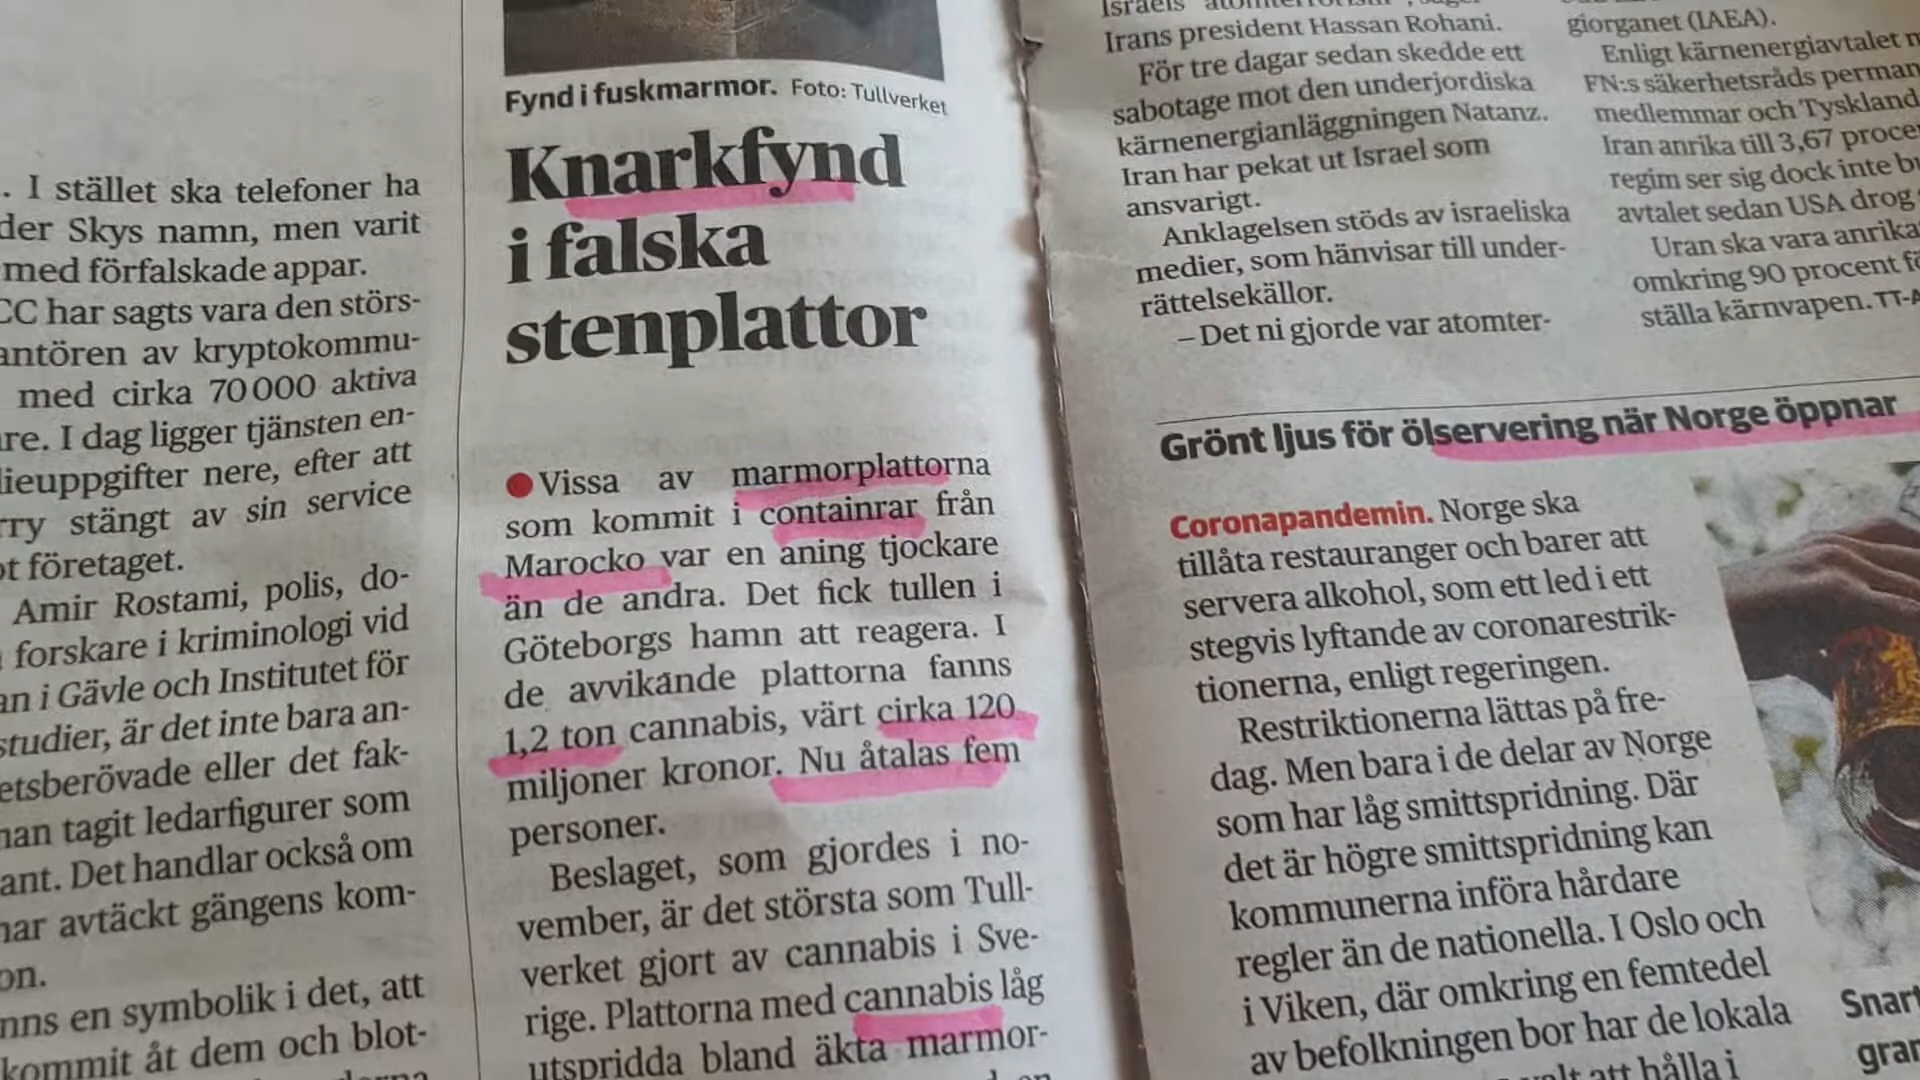 . I stället ska telefoner ha
der Skys namn, men varit
med förfalskade appar.
CC har sagts vara den störs-
antören av kryptokommu-
med cirka 70 000 aktiva
re. I dag ligger tjänsten en-
lieuppgifter nere, efter att
rry stängt av sin service
ot företaget.
Amir Rostami, polis, do-
forskare i kriminologi vid
an i Gävle och Institutet för
studier, är det inte bara an-
etsberövade eller det fak-
man tagit ledarfigurer som
ant. Det handlar också om
har avtäckt gängens kom-
on.
nns en symbolik i det, att
kommit åt dem och blot-
Fynd i fuskmarmor. Foto: Tullverket
Knarkfynd
i falska
stenplattor
Vissa av marmorplattorna
som kommit i containrar från
Marocko var en aning tjockare
än de andra. Det fick tullen i
Göteborgs hamn att reagera. I
de avvikande plattorna fanns
1,2 ton cannabis, värt cirka 120
miljoner kronor. Nu åtalas fem
personer.
Beslaget, som gjordes i no-
vember, är det största som Tull-
verket gjort av cannabis i Sve-
rige. Plattorna med cannabis låg
utspridda bland äkta marmor-
Israels
Irans president Hassan Rohani.
För tre dagar sedan skedde ett
sabotage mot den underjordiska
kärnenergianläggningen Natanz.
Iran har pekat ut Israel som
ansvarigt.
Anklagelsen stöds av israeliska
medier, som hänvisar till under-
rättelsekällor.
– Det ni gjorde var atomter-
giorganet (IAEA).
Enligt kärnenergiavtalet
FN:s säkerhetsråds perman
medlemmar och Tyskland
Iran anrika till 3,67 procen
regim ser sig dock inte bu
avtalet sedan USA drog
Uran ska vara anrikat
omkring 90 procent fö
ställa kärnvapen. TT-A
Grönt ljus för ölservering när Norge öppnar
Coronapandemin. Norge ska
tillåta restauranger och barer att
servera alkohol, som ett led i ett
stegvis lyftande av coronarestrik-
tionerna, enligt regeringen.
Restriktionerna lättas på fre-
dag. Men bara i de delar av Norge
som har låg smittspridning. Där
det är högre smittspridning kan
kommunerna införa hårdare
regler än de nationella. I Oslo och
i Viken, där omkring en femtedel
av befolkningen bor har de lokala
att hålla i
Snart
gran